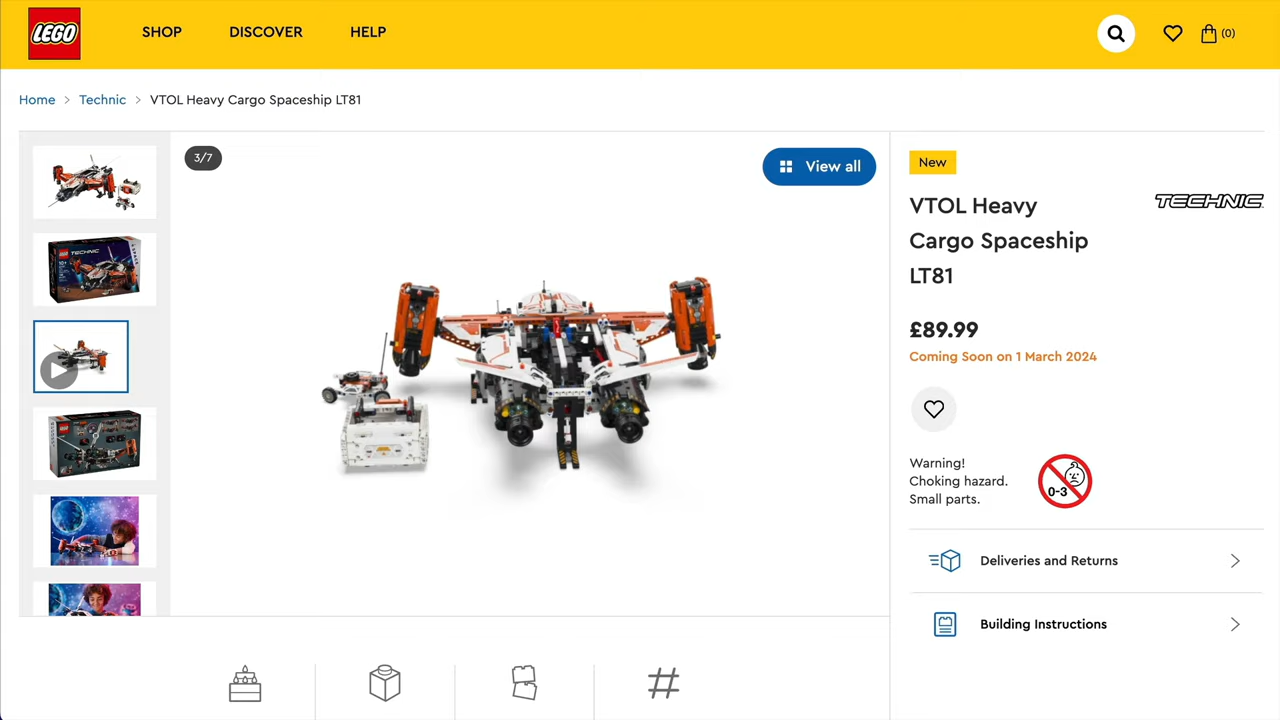 LEGO
SHOP
DISCOVER
HELP
(0)
Home > Technic > VTOL Heavy Cargo Spaceship LT81
3/7
View all
New
TECHNIC
VTOL Heavy
Cargo Spaceship
LT81
£89.99
Coming Soon on 1 March 2024
Warning!
Choking hazard.
Small parts.
0-3
Deliveries and Returns
Building Instructions
TECHNIC
#